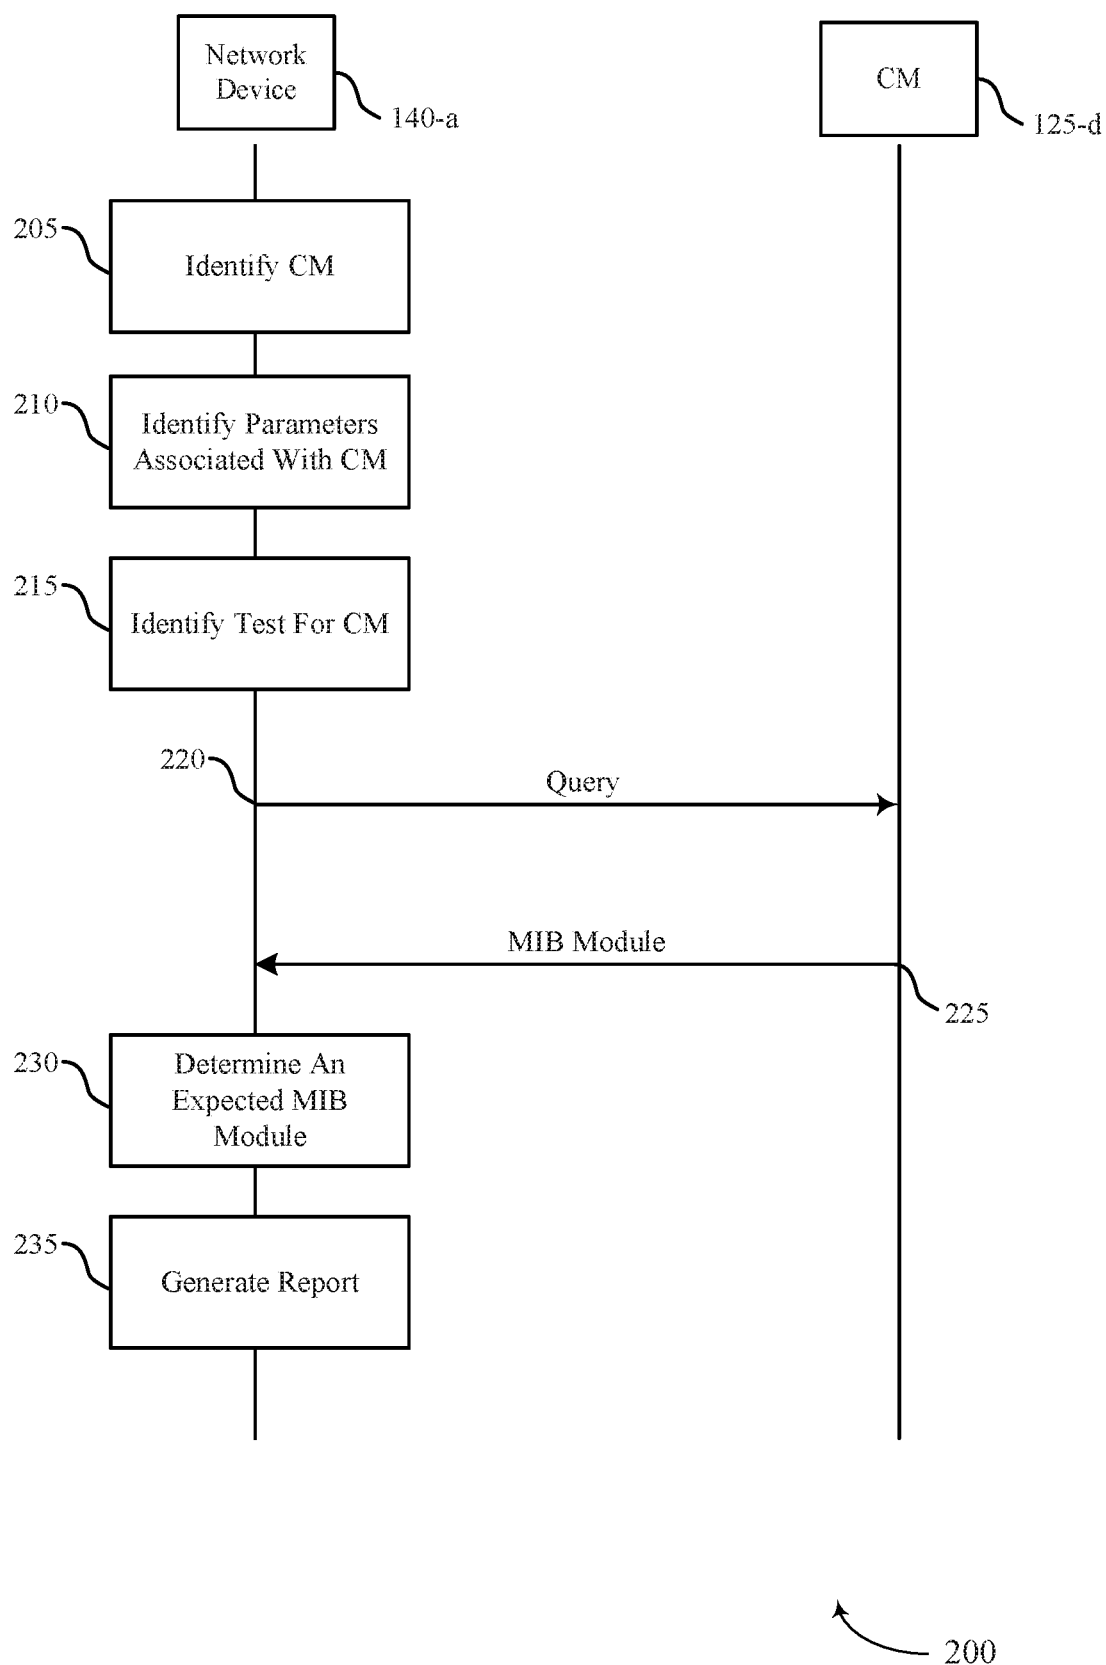 Network
Device
140-a
CM
125-d
205
Identify CM
210
Identify Parameters
Associated With CM
215
Identify Test For CM
220
Query
MIB Module
225
230
Determine An
Expected MIB
Module
235
Generate Report
200